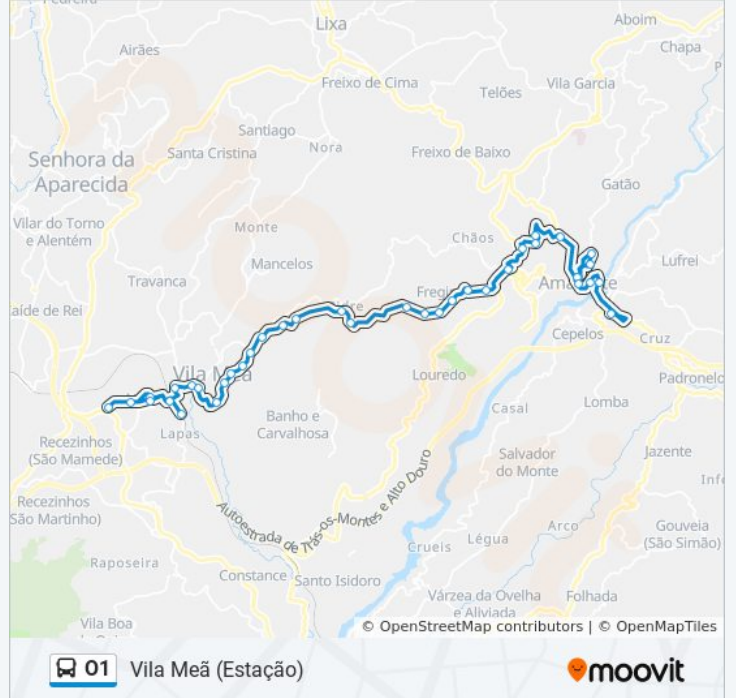 Lixa
Aboim
Chapa
Airães
Freixo de Cima
Telões
Vila Garcia
Santiago
Nora
Santa Cristina
Freixo de Baixo
Senhora da
Aparecida
Gatão
Vilar do Torno
e Alentém
Monte
Chãos
Mancelos
Lufrei
Travanca
Cepelos
Cruz
Vila Meã
Louredo
Padronelo
Lomba
Banho e
Carvalhosa
Casal
Lapas
Recezinhos
(São Mamede)
Salvador
do Monte
Jazente
Recezinhos
São Martinho)
Autoestrada de Trás-os-Montes e Alto Douro
Arco
Gouveia
(São Simão)
Légua
Crueis
Raposeira
Constance
Santo Isidoro
Várzea da Ovelha
e Aliviada
Folhada
Vila Boa
© OpenStreetMap contributors | © OpenMapTiles
01 Vila Meã (Estação)
moovit